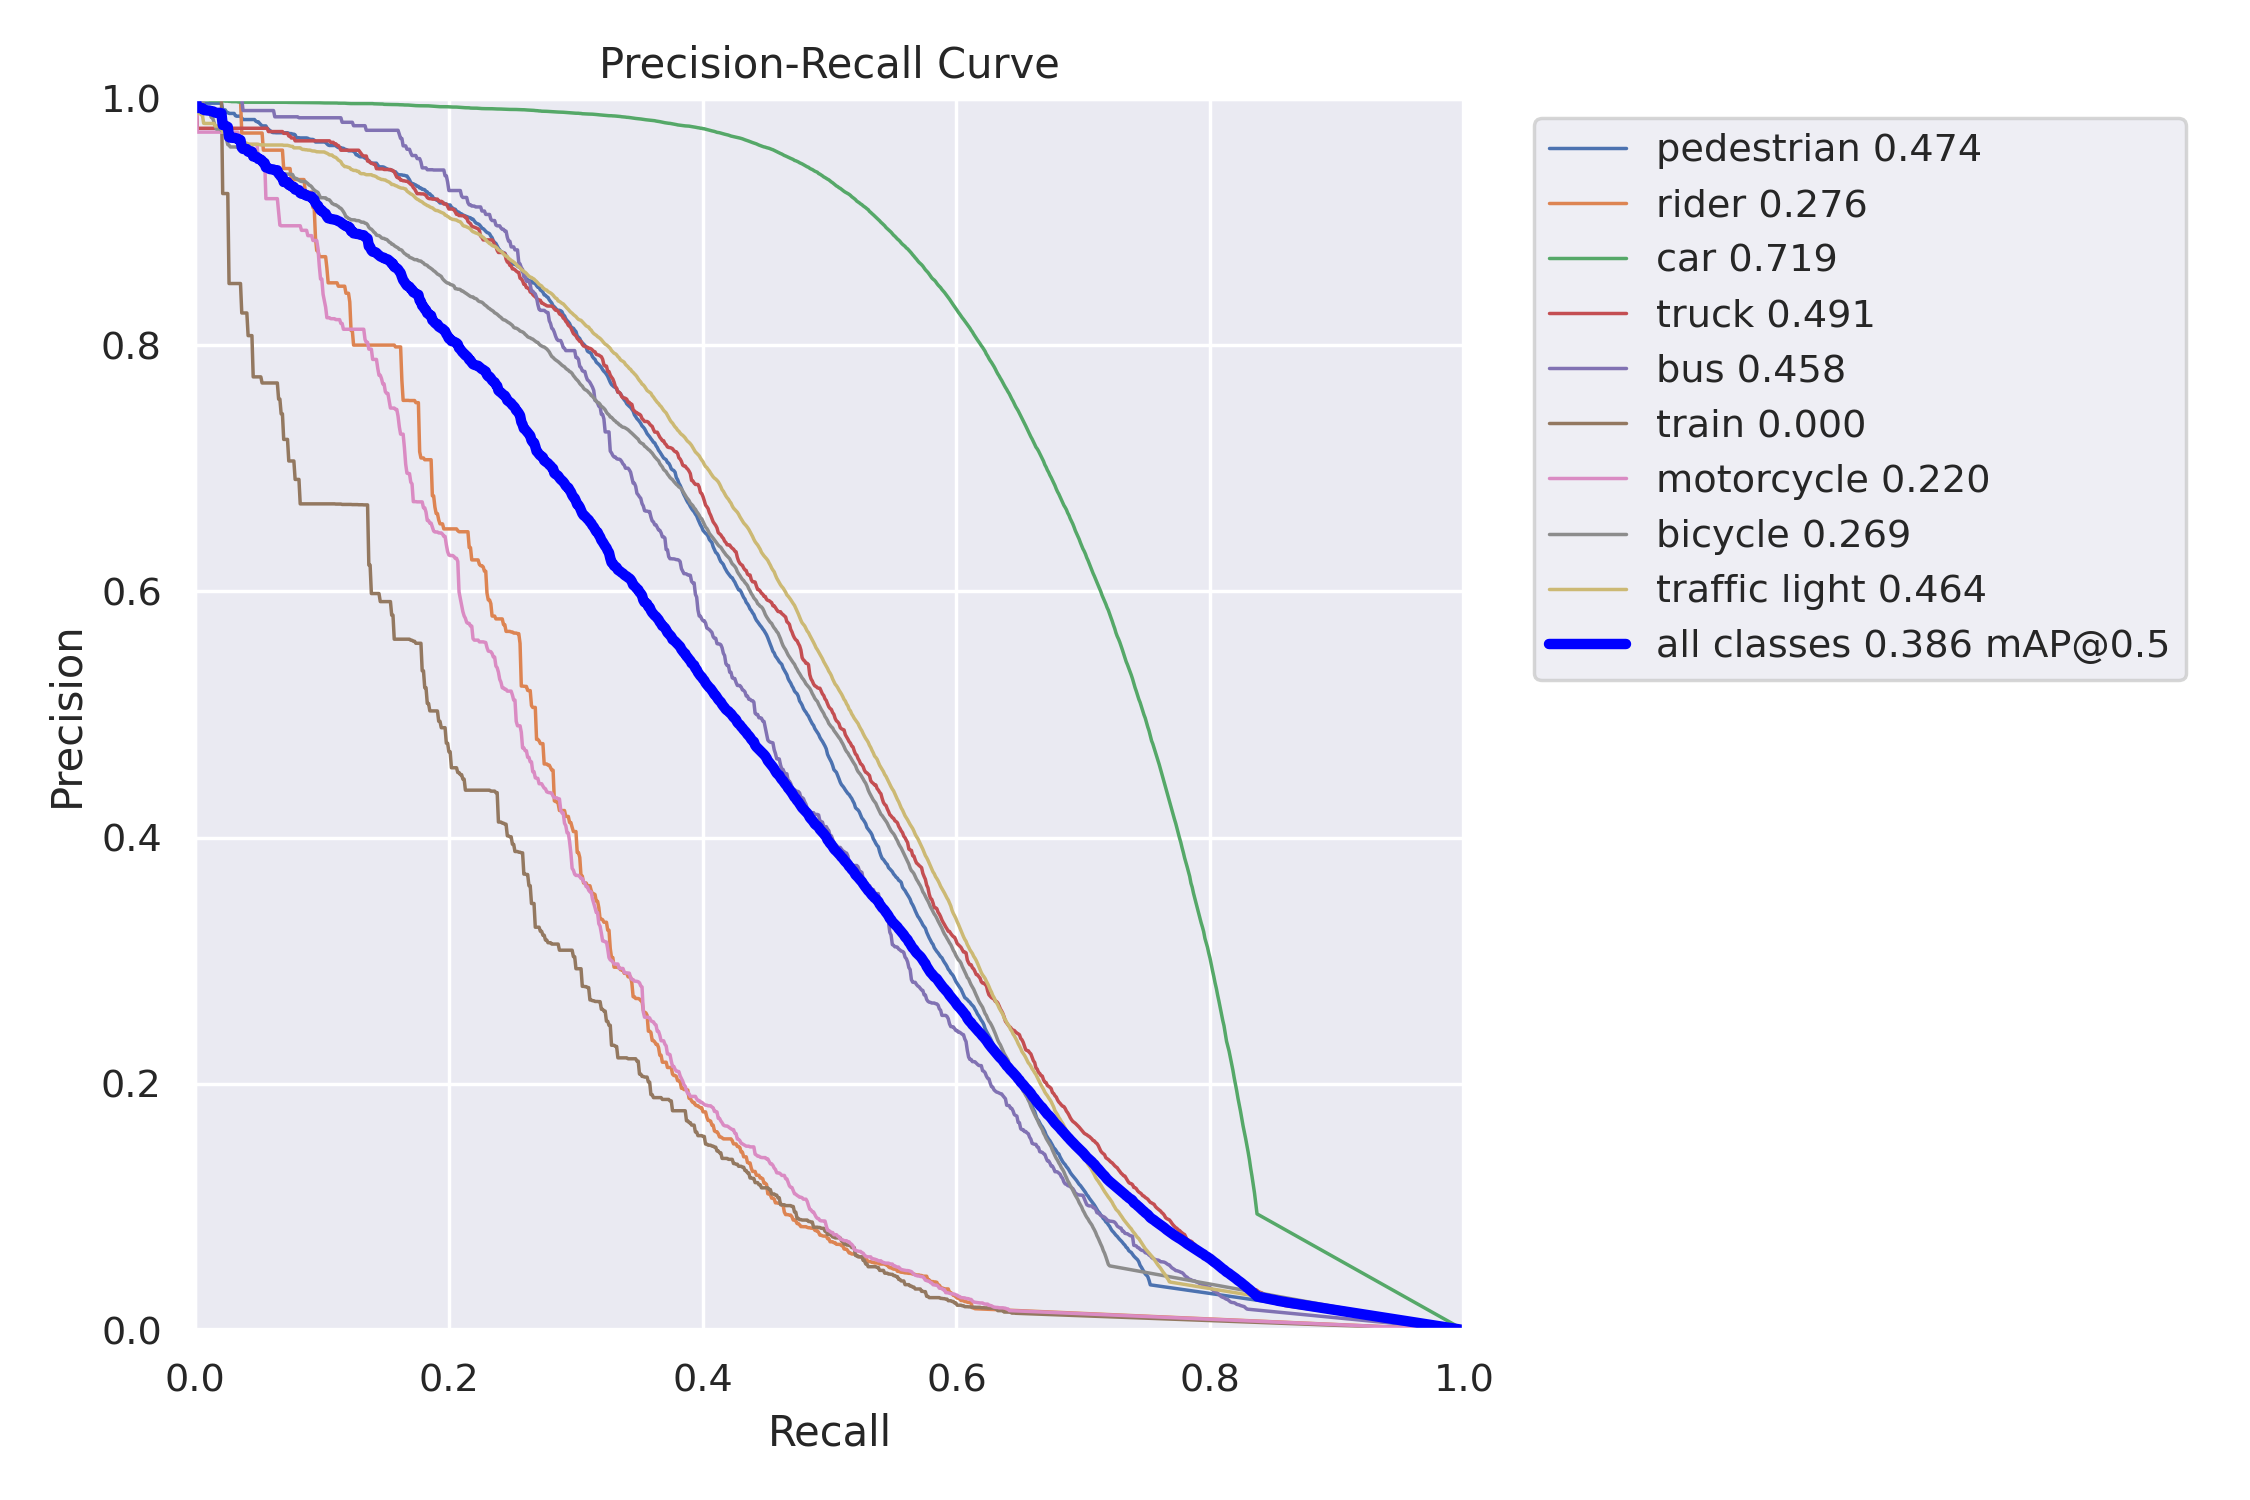 Precision-Recall Curve
1.0
0.8
0.6
0.4
0.2
0.0
Precision
0.0 0.2 0.4 0.6 0.8 1.0
Recall
pedestrian 0.474
rider 0.276
car 0.719
truck 0.491
bus 0.458
train 0.000
motorcycle 0.220
bicycle 0.269
traffic light 0.464
all classes 0.386 mAP@0.5